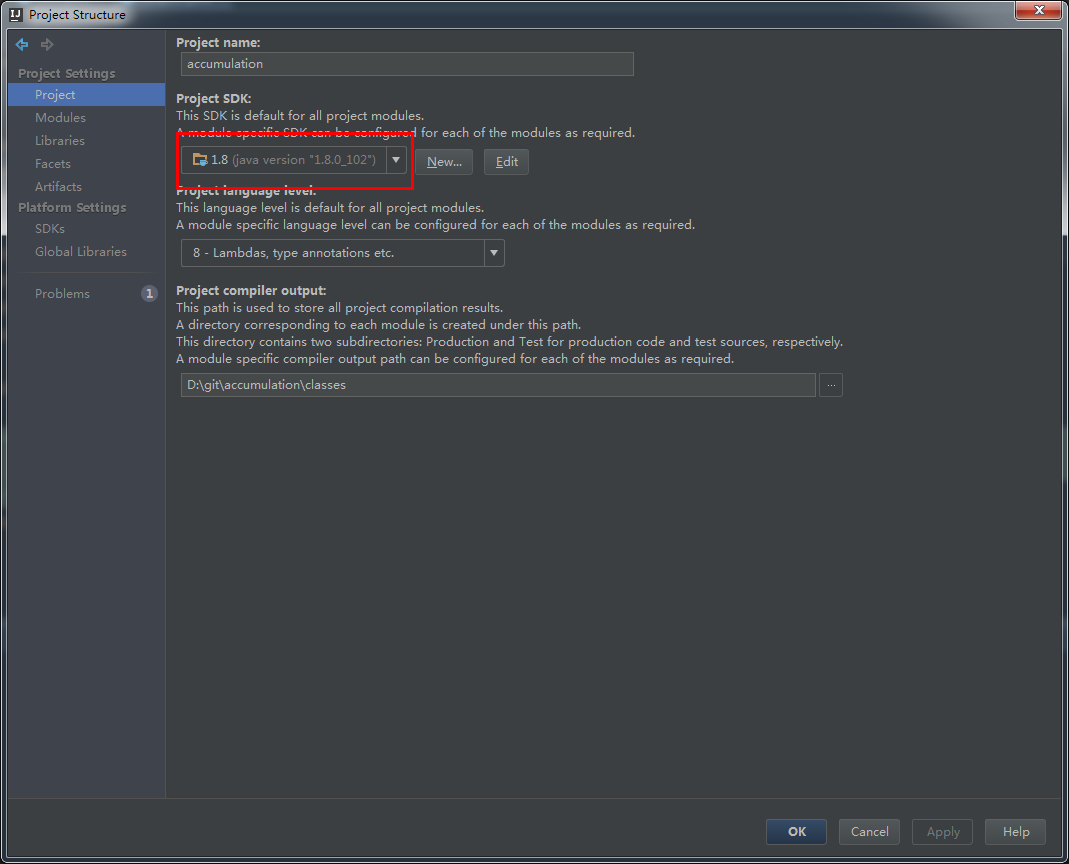 Project Structure
Project Settings
Project
Modules
Libraries
Facets
Artifacts
Platform Settings
SDKs
Global Libraries
Problems 1
Project name:
accumulation
Project SDK:
This SDK is default for all project modules.
A module specific SDK can be configured for each of the modules as required.
1.8 (java version "1.8.0_102")
New...
Edit
Project language level:
This language level is default for all project modules.
A module specific language level can be configured for each of the modules as required.
8 - Lambdas, type annotations etc.
Project compiler output:
This path is used to store all project compilation results.
A directory corresponding to each module is created under this path.
This directory contains two subdirectories: Production and Test for production code and test sources, respectively.
A module specific compiler output path can be configured for each of the modules as required.
D:\git\accumulation\classes
...
OK
Cancel
Apply
Help